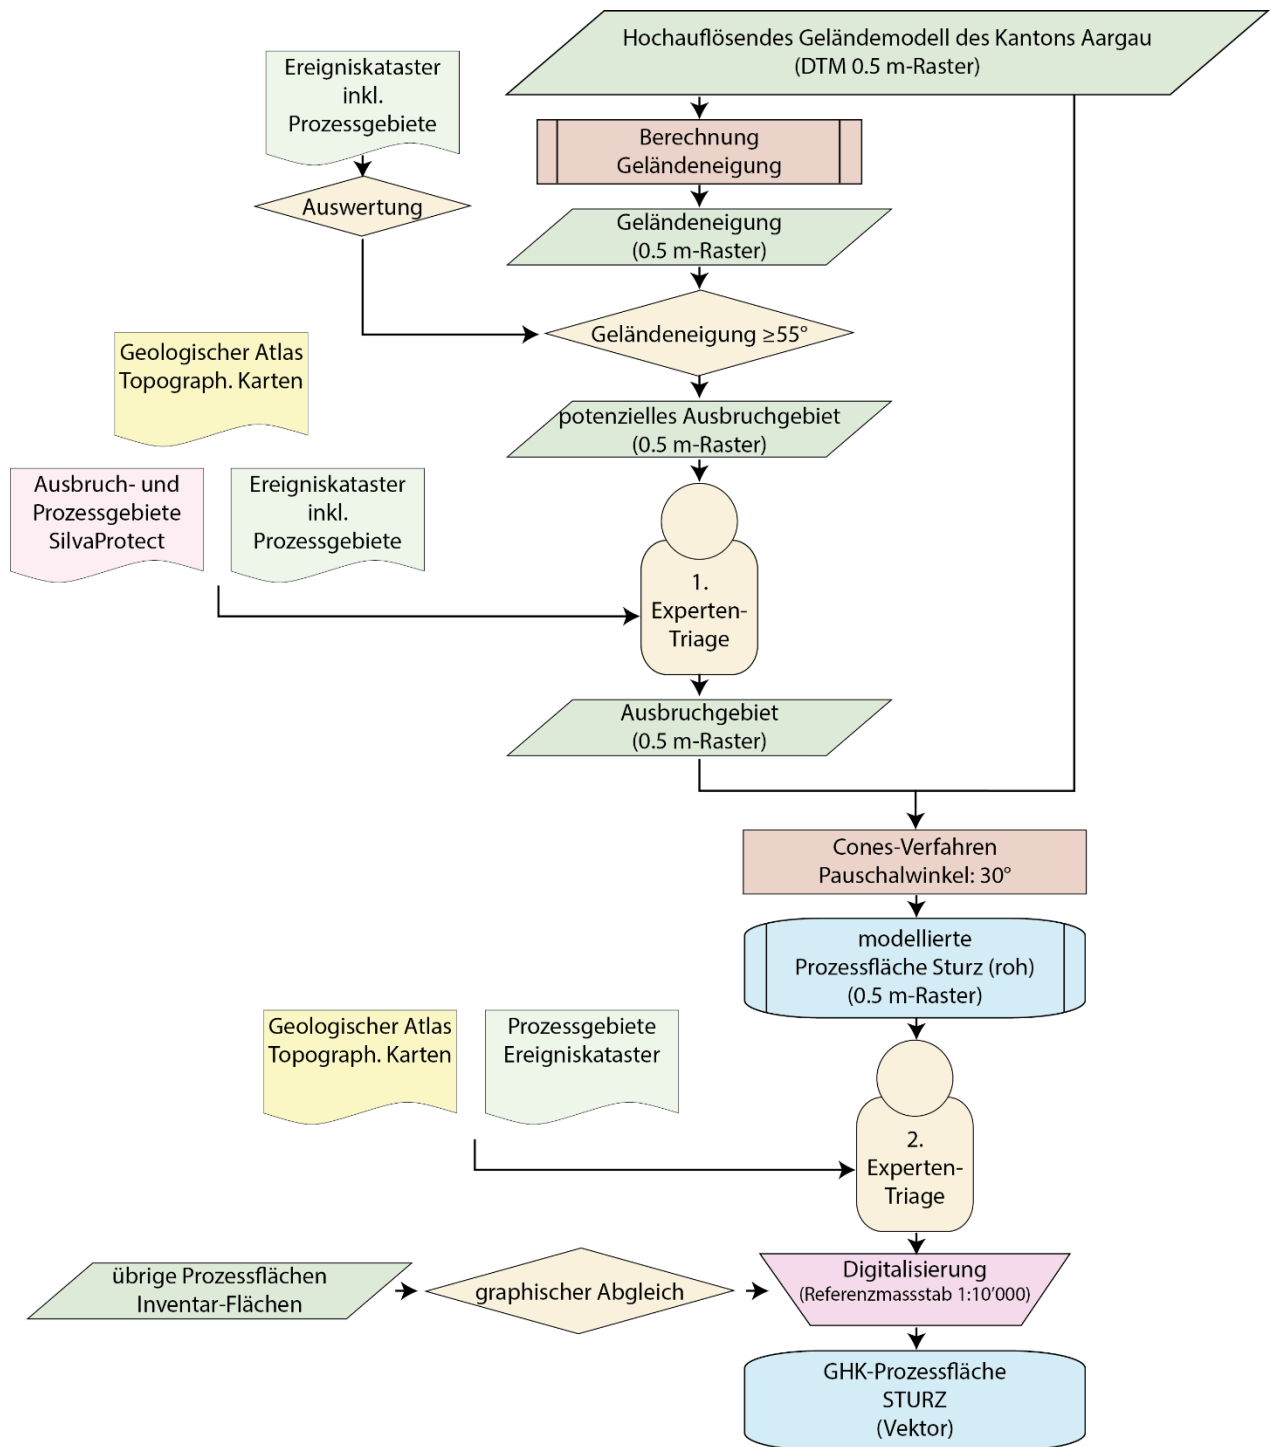 Hochauflösendes Geländemodell des Kantons Aargau
(DTM 0.5 m-Raster)
Ereigniskataster
inkl.
Prozessgebiete
Berechnung
Geländeneigung
Auswertung
Geländeneigung
(0.5 m-Raster)
Geländeneigung ≥55°
Geologischer Atlas
Topograph. Karten
potenzielles Ausbruchgebiet
(0.5 m-Raster)
Ausbruch- und
Prozessgebiete
SilvaProtect
Ereigniskataster
inkl.
Prozessgebiete
1.
Experten-
Triage
Ausbruchgebiet
(0.5 m-Raster)
Cones-Verfahren
Pauschalwinkel: 30°
modellierte
Prozessfläche Sturz (roh)
(0.5 m-Raster)
Geologischer Atlas
Topograph. Karten
Prozessgebiete
Ereigniskataster
2.
Experten-
Triage
übrige Prozessflächen
Inventar-Flächen
graphischer Abgleich
Digitalisierung
(Referenzmassstab 1:10’000)
GHK-Prozessfläche
STURZ
(Vektor)